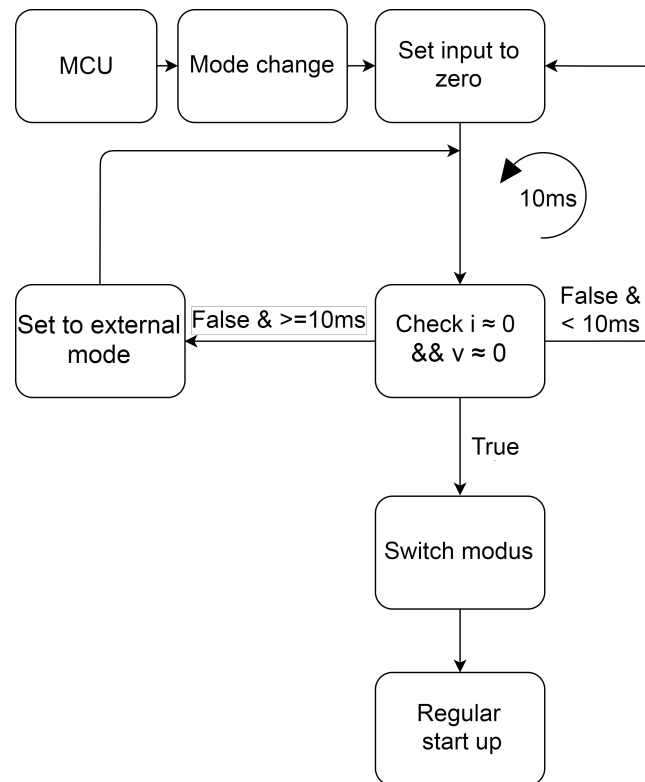 MCU
Mode change
Set input to
zero
10ms
Set to external
mode
False & >=10ms
Check i ≈ 0
&& v ≈ 0
False &
< 10ms
True
Switch modus
Regular
start up